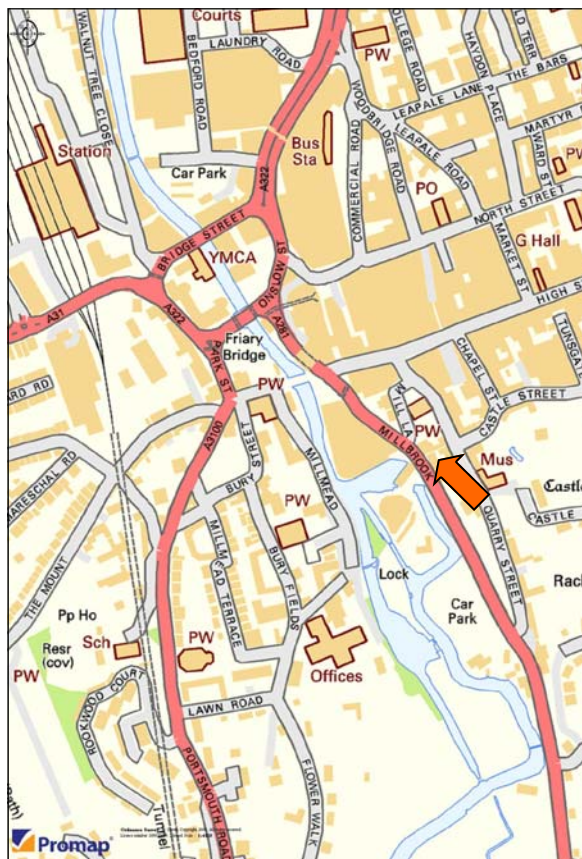 Courts
LAUNDRY ROAD
BEDFORD ROAD
WALNUT TREE CLOSE
PW
COLLEGE ROAD
HAYDON PLACE
LEAPALE LANE
THE BARS
WOODBRIDGE ROAD
LEAPALE ROAD
MARTYR
WARD ST
Station
Bus
Sta
A322
Car Park
COMMERCIAL ROAD
PO
NORTH STREET
MARKET ST
G Hall
BRIDGE STREET
YMCA
ONSLOW ST
HIGH S
A31
A322
A281
Friary
Bridge
PARK ST
PW
CHAPEL ST
TUNSGATE
CASTLE STREET
MILL LA
PW
MILLBROOK
A3100
BURY STREET
MILLMEAD
Mus
Castle
CASTLE
QUARRY STREET
MARESCHAL RD
ARD RD
THE MOUNT
PW
MILLMEAD TERRACE
BURY FIELDS
Lock
Car
Park
Rack
Pp Ho
Resr
(cov)
Sch
PW
PW
Offices
ROOKWOOD COURT
LAWN ROAD
PORTSMOUTH ROAD
FLOWER WALK
Tunnel
Path)
Promap